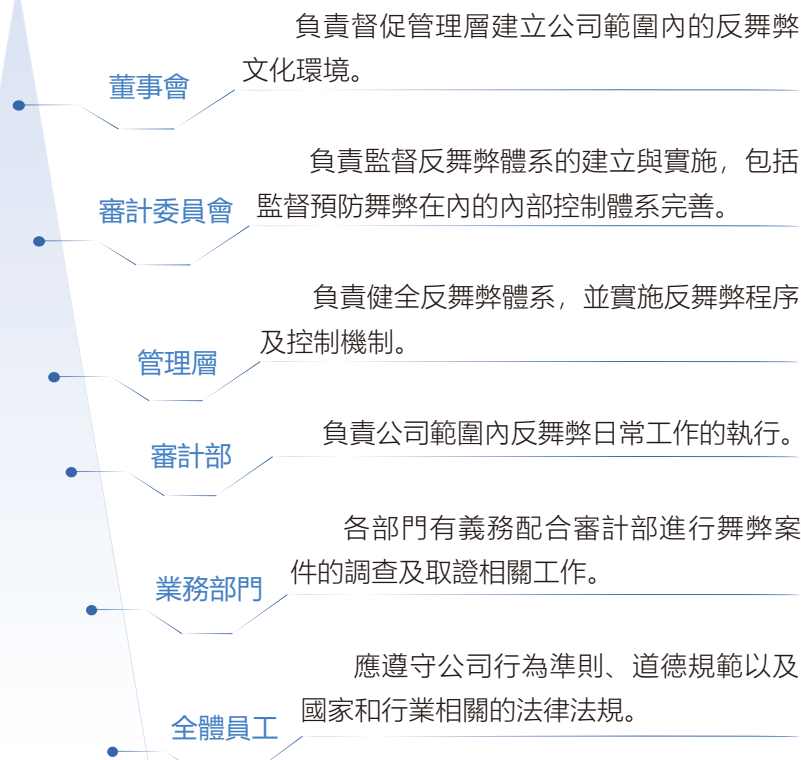 負責督促管理層建立公司範圍內的反舞弊
文化環境。
董事會
負責監督反舞弊體系的建立與實施，包括
監督預防舞弊在內的內部控制體系完善。
審計委員會
負責健全反舞弊體系，並實施反舞弊程序
及控制機制。
管理層
負責公司範圍內反舞弊日常工作的執行。
審計部
各部門有義務配合審計部進行舞弊案
件的調查及取證相關工作。
業務部門
應遵守公司行為準則、道德規範以及
國家和行業相關的法律法規。
全體員工